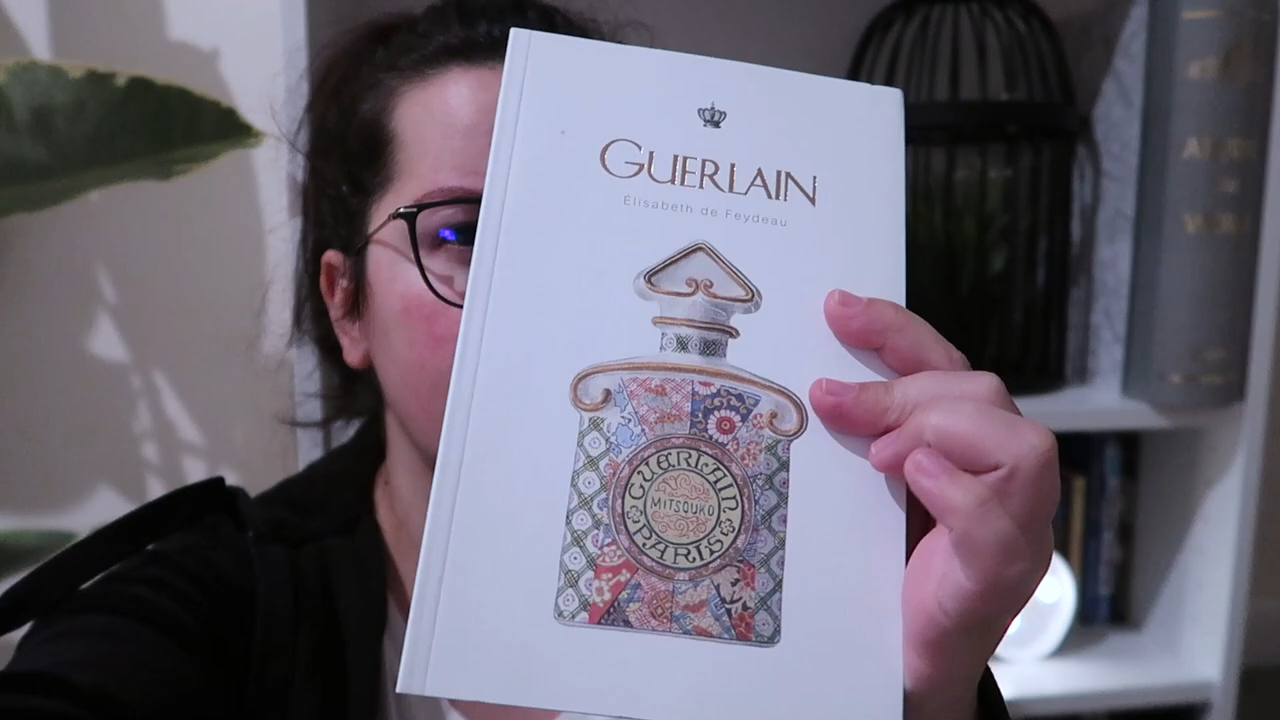 GUERLAIN
Élisabeth de Feydeau
GUERLAIN
MITSOUKO
PARIS